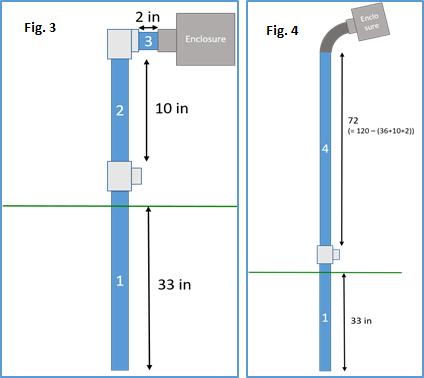 Fig. 3
2 in
3
Enclosure
2
10 in
1
33 in
Fig. 4
Enclo
sure
72
(= 120 – (36+10+2))
4
1
33 in